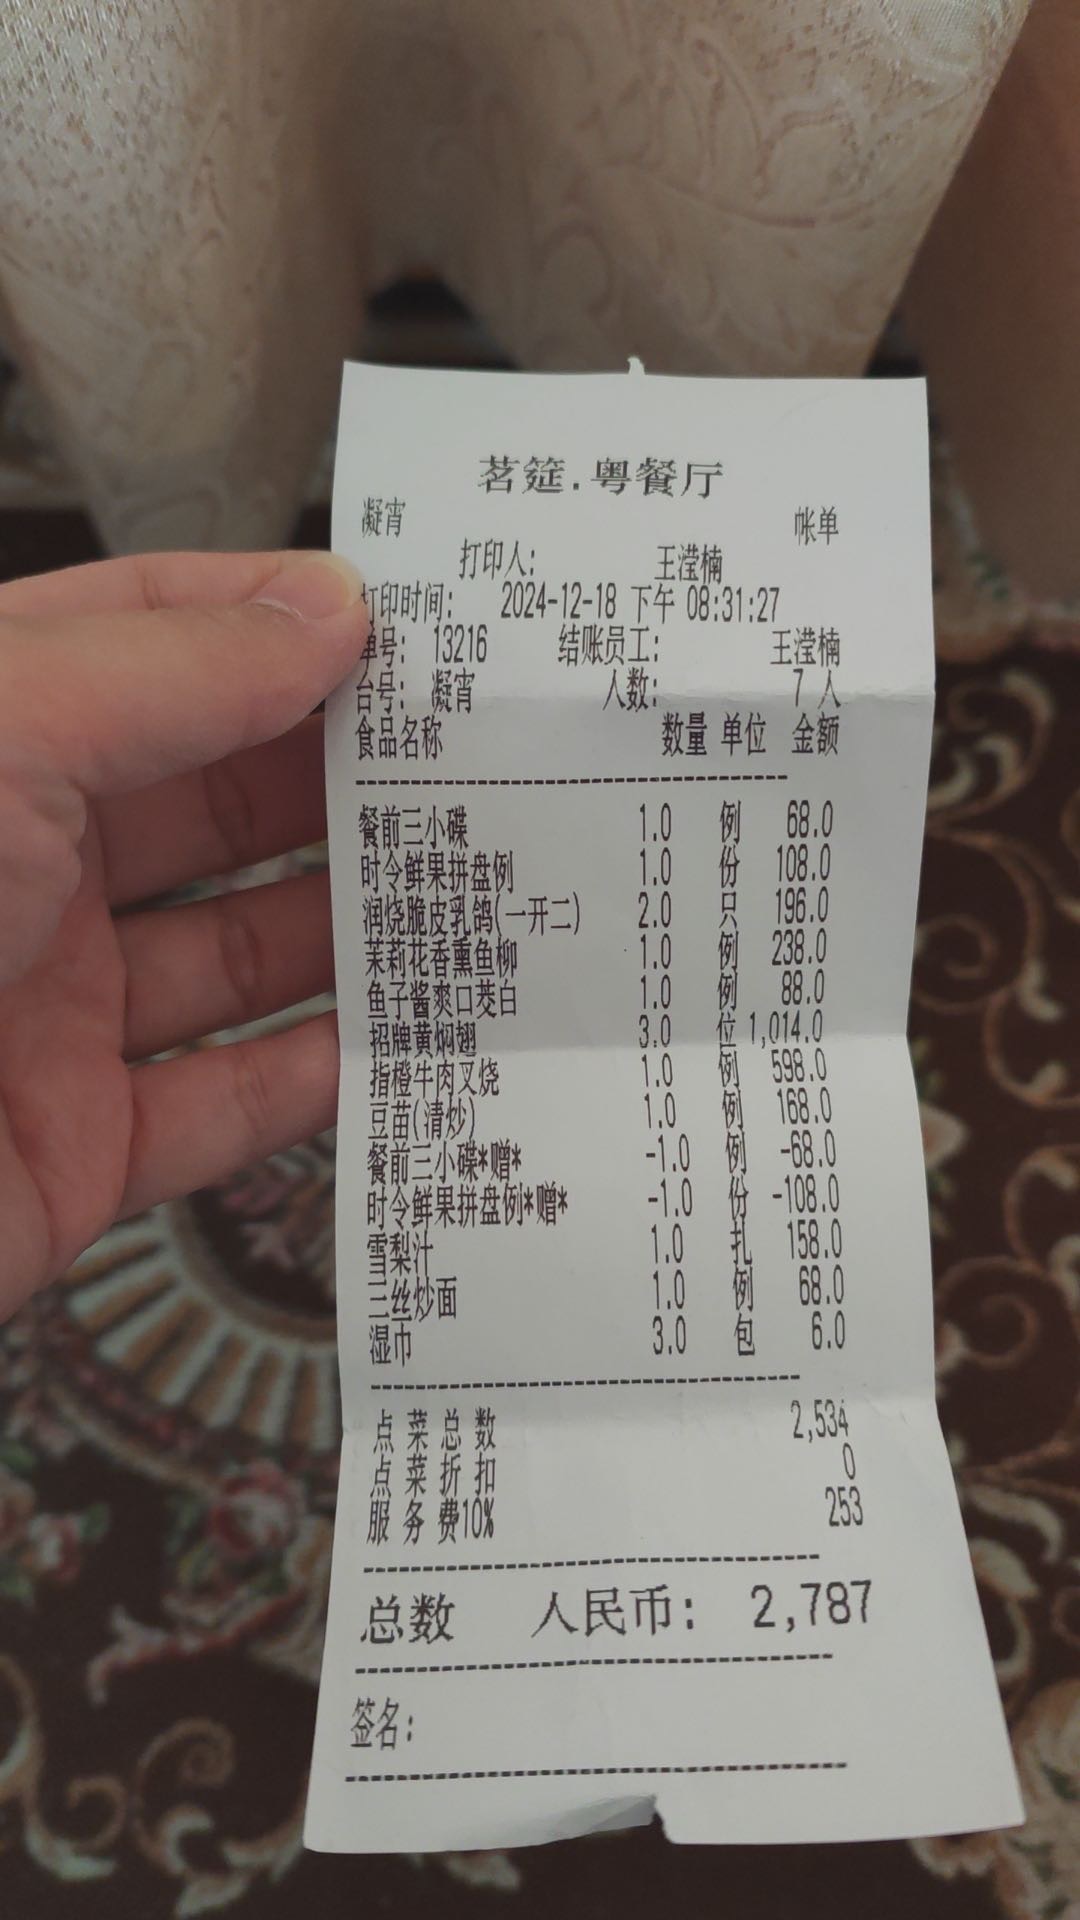 茗筵.粤餐厅
凝宵 帐单
打印人: 王滢楠
打印时间: 2024-12-18 下午 08:31:27
单号: 13216 结账员工: 王滢楠
台号: 凝宵 人数: 7 人
食品名称 数量 单位 金额
餐前三小碟 1.0 例 68.0
时令鲜果拼盘例 1.0 份 108.0
润烧脆皮乳鸽(一开二) 2.0 只 196.0
茉莉花香熏鱼柳 1.0 例 238.0
鱼子酱爽口茭白 1.0 例 88.0
招牌黄焖翅 3.0 位 1,014.0
指橙牛肉叉烧 1.0 例 598.0
豆苗(清炒) 1.0 例 168.0
餐前三小碟*赠* -1.0 例 -68.0
时令鲜果拼盘例*赠* -1.0 份 -108.0
雪梨汁 1.0 扎 158.0
三丝炒面 1.0 例 68.0
湿巾 3.0 包 6.0
点菜总数 2,534
点菜折扣 0
服务费10% 253
总数 人民币: 2,787
签名: